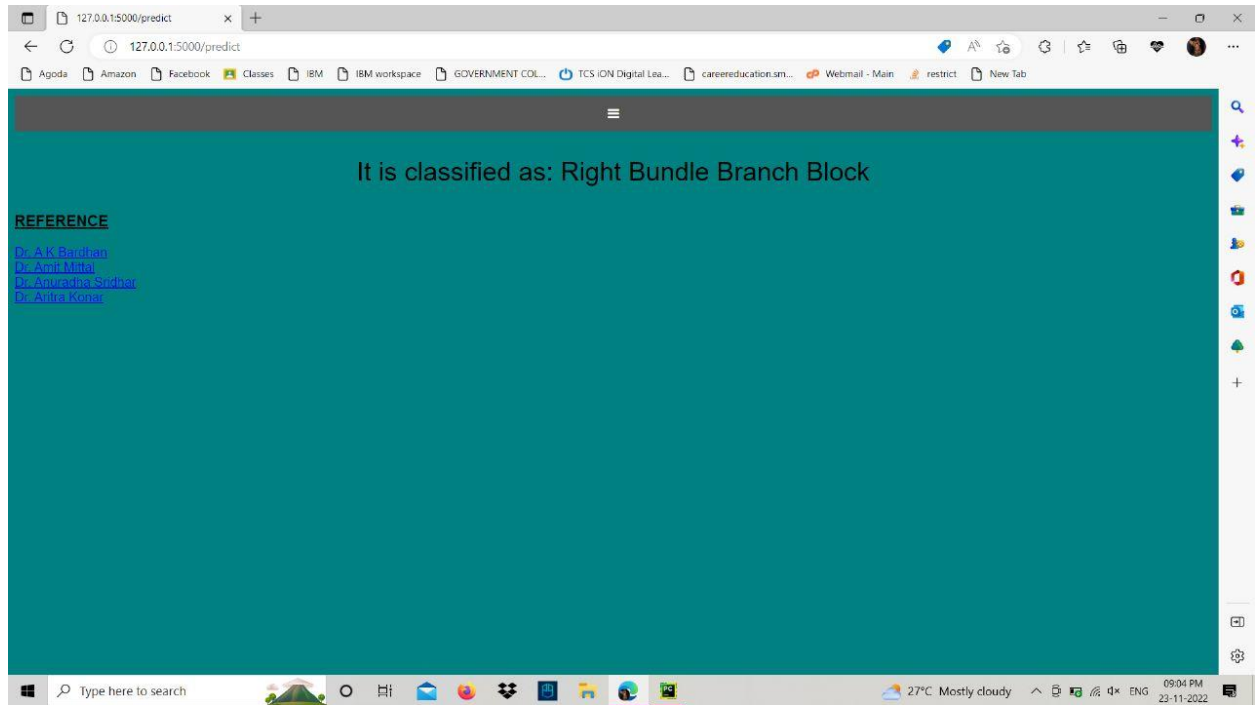 127.0.0.1:5000/predict
127.0.0.1:5000/predict
Agoda Amazon Facebook Classes IBM IBM workspace GOVERNMENT COL... TCS iON Digital Lea... careereducation.sm... Webmail - Main restrict New Tab
It is classified as: Right Bundle Branch Block
REFERENCE
Dr. A K Bardhan
Dr. Amit Mittal
Dr. Anuradha Sridhar
Dr. Aritra Konar
Type here to search
27°C Mostly cloudy
ENG
09:04 PM
23-11-2022